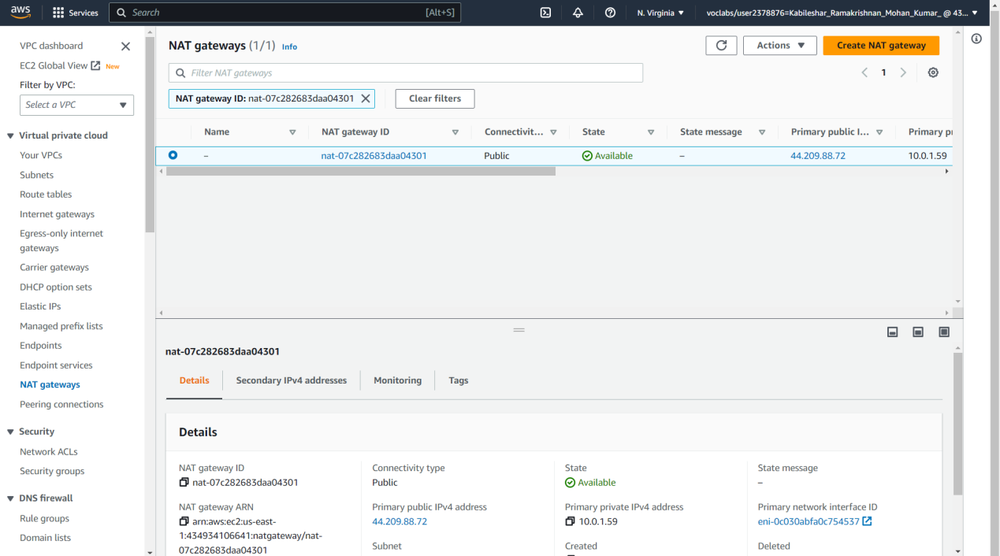 aws
Services
Search [Alt+S]
N. Virginia
voclabs/user2378876=Kabileshar_Ramakrishnan_Mohan_Kumar_ @ 43...
VPC dashboard
EC2 Global View New
Filter by VPC:
Select a VPC
Virtual private cloud
Your VPCs
Subnets
Route tables
Internet gateways
Egress-only internet
gateways
Carrier gateways
DHCP option sets
Elastic IPs
Managed prefix lists
Endpoints
Endpoint services
NAT gateways
Peering connections
Security
Network ACLs
Security groups
DNS firewall
Rule groups
Domain lists
NAT gateways (1/1) Info
Actions
Create NAT gateway
Filter NAT gateways
1
NAT gateway ID: nat-07c282683daa04301
Clear filters
Name NAT gateway ID Connectivit... State State message Primary public I... Primary pr
– nat-07c282683daa04301 Public Available – 44.209.88.72 10.0.1.59
nat-07c282683daa04301
Details Secondary IPv4 addresses Monitoring Tags
Details
NAT gateway ID
nat-07c282683daa04301
Connectivity type
Public
State
Available
State message
–
NAT gateway ARN
arn:aws:ec2:us-east-
1:434934106641:natgateway/nat-
07c282683daa04301
Primary public IPv4 address
44.209.88.72
Primary private IPv4 address
10.0.1.59
Primary network interface ID
eni-0c030abfa0c754537
Subnet
Created
Deleted